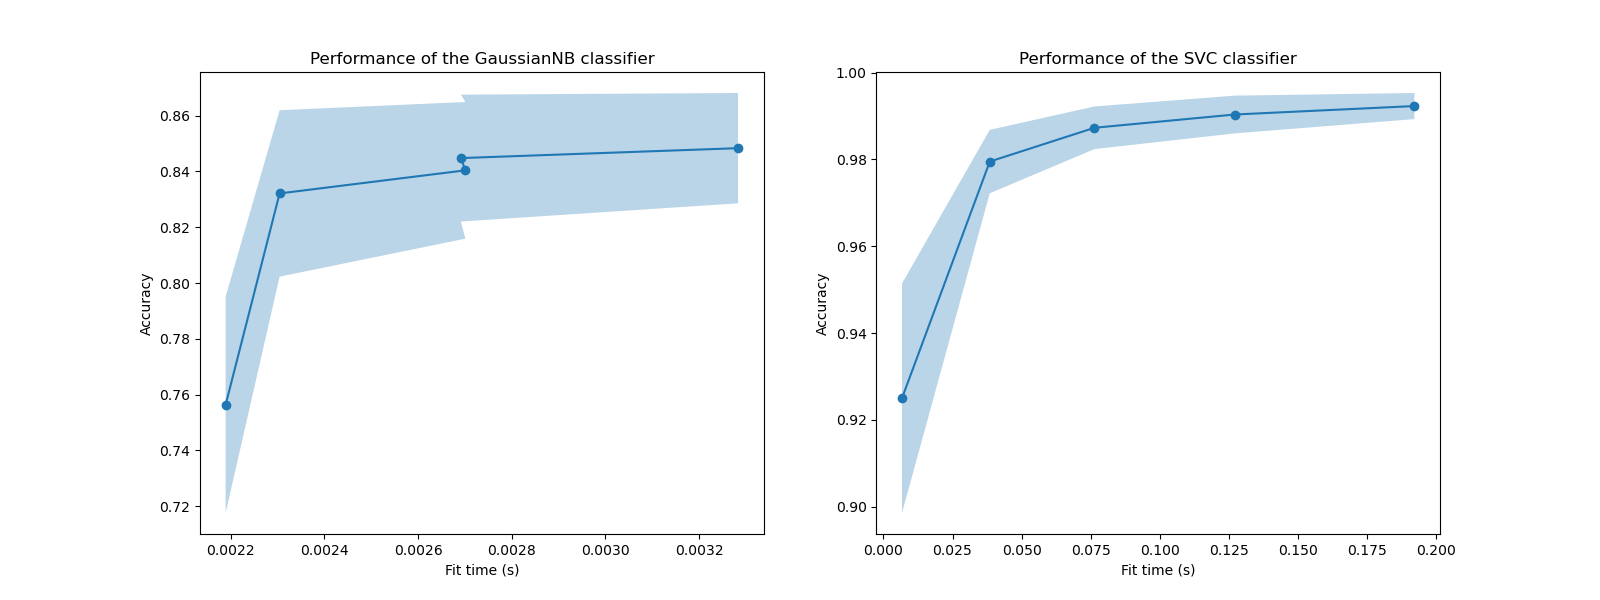 Performance of the GaussianNB classifier
0.86
0.84
0.82
0.80
0.78
0.76
0.74
0.72
Accuracy
0.0022 0.0024 0.0026 0.0028 0.0030 0.0032
Fit time (s)
Performance of the SVC classifier
1.00
0.98
0.96
0.94
0.92
0.90
Accuracy
0.000 0.025 0.050 0.075 0.100 0.125 0.150 0.175 0.200
Fit time (s)